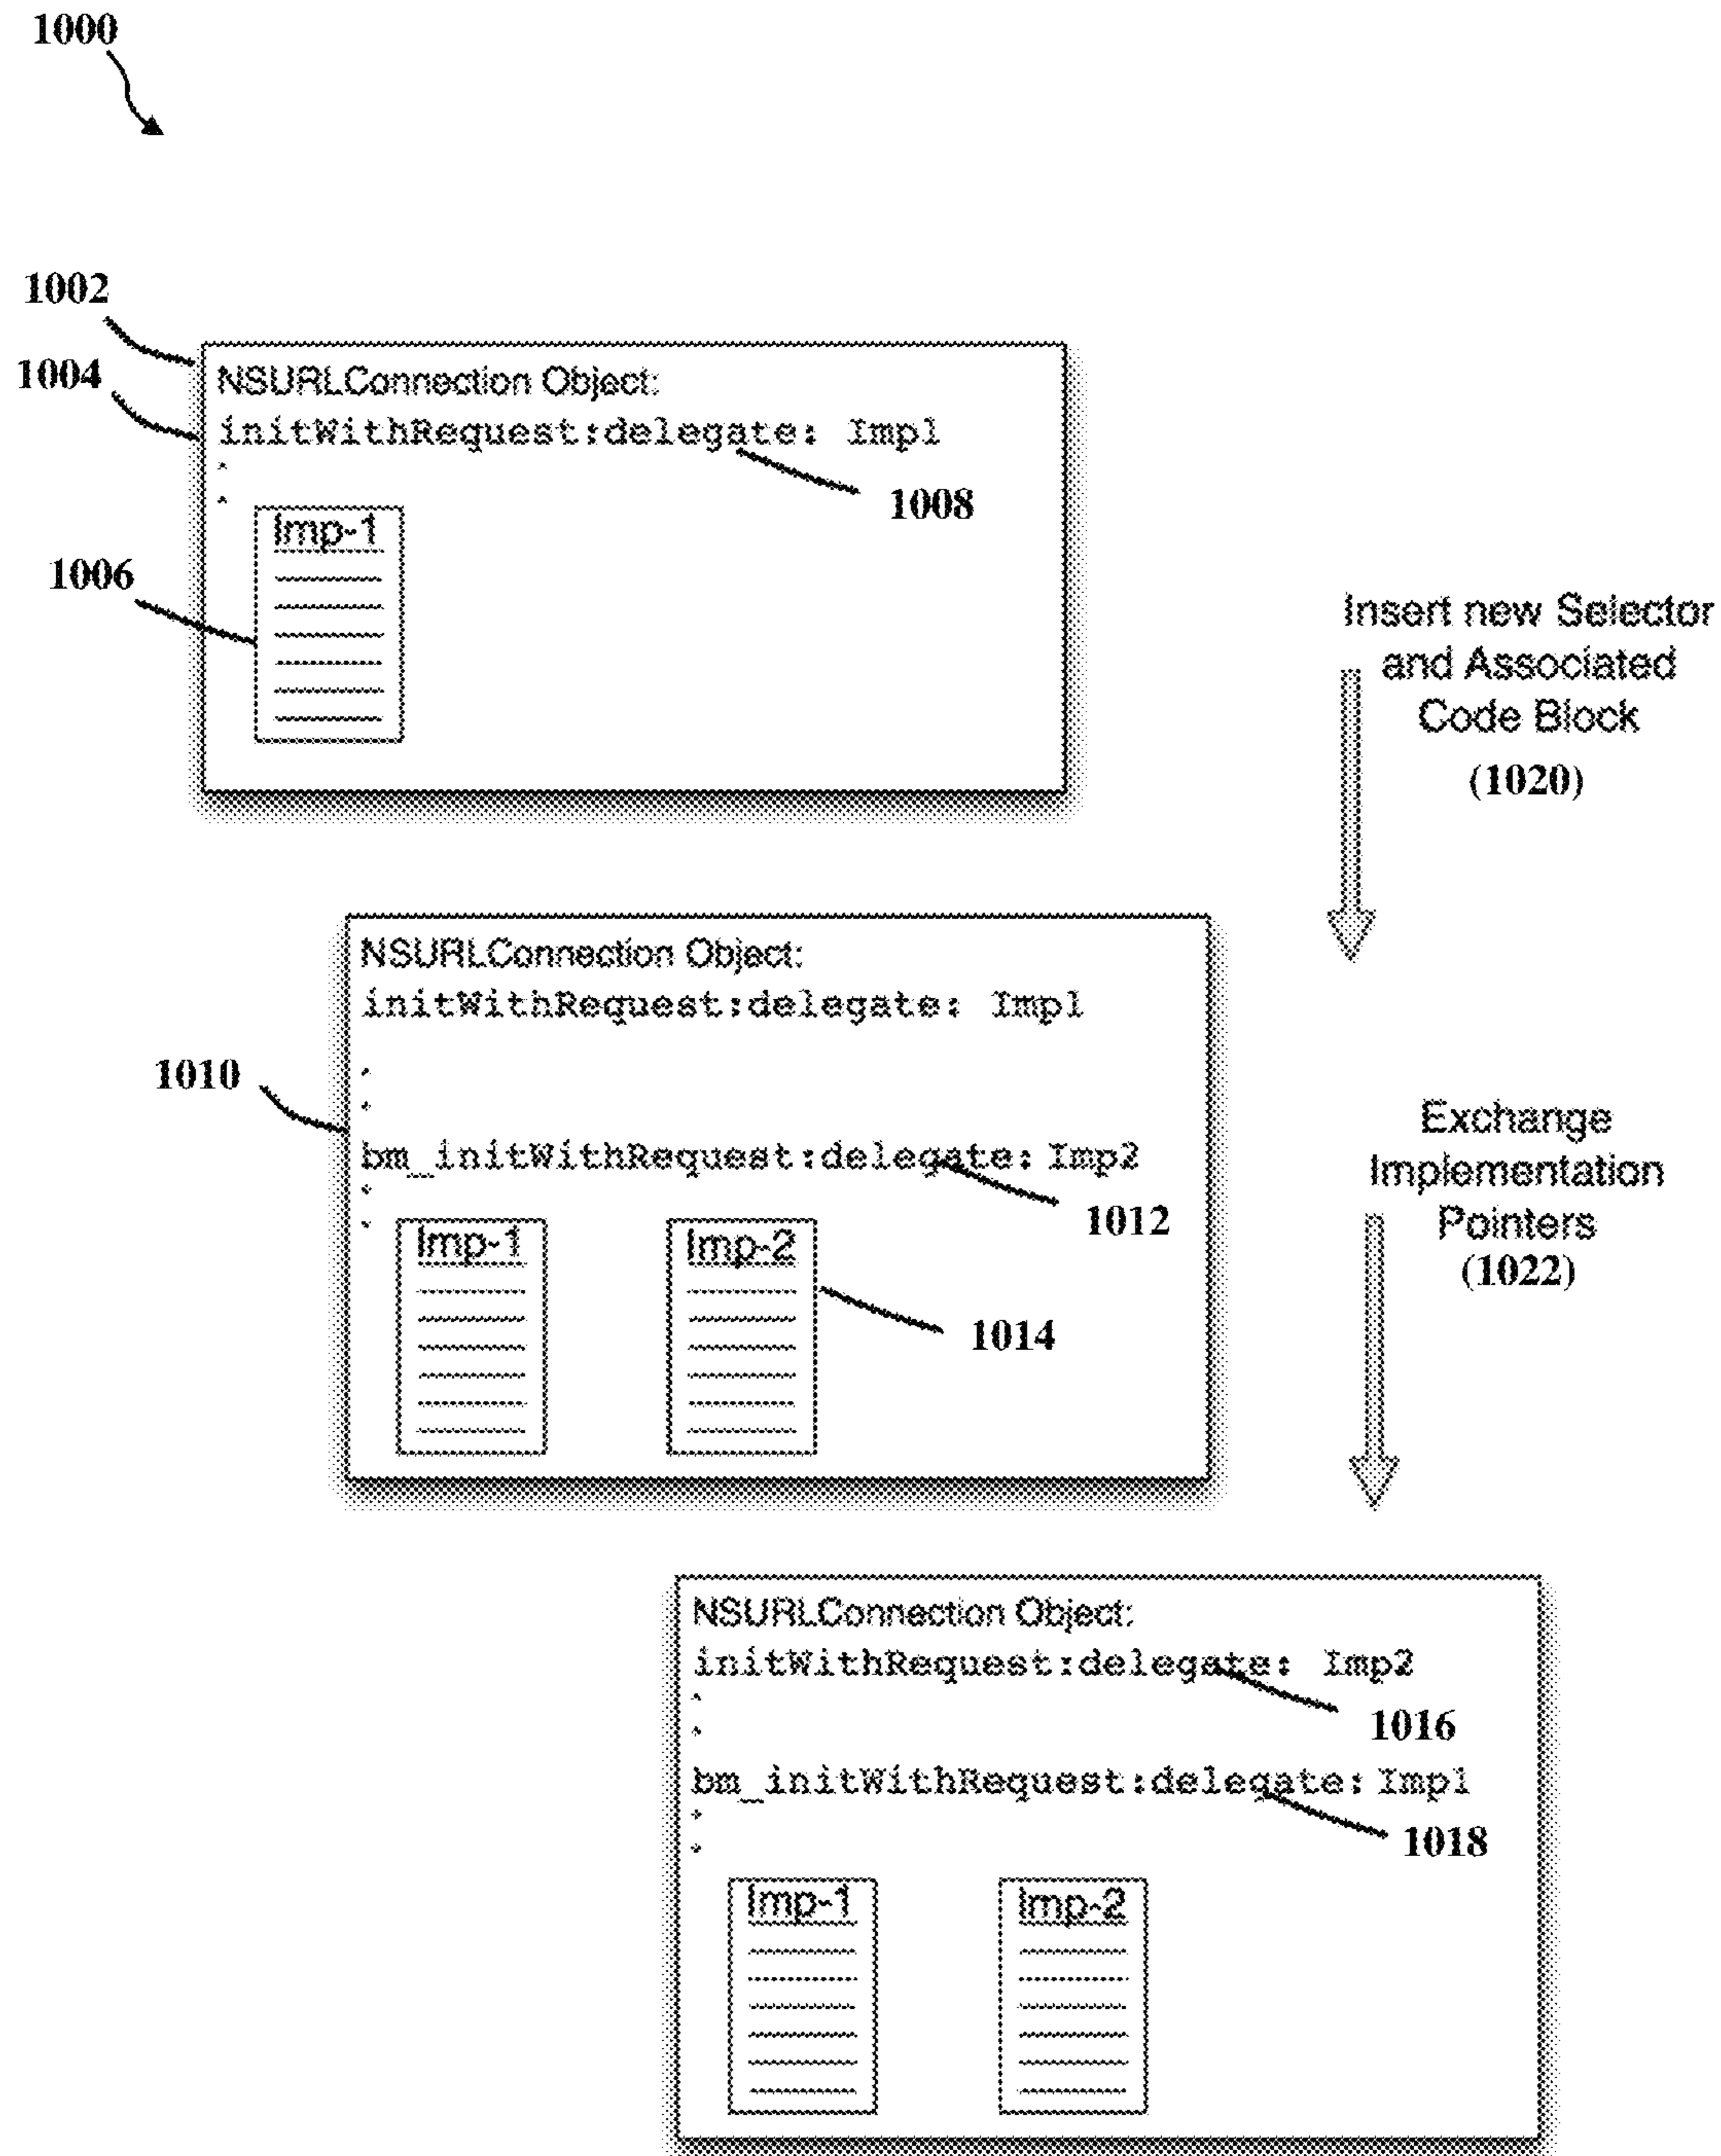 1000
1002
NSURLConnection Object:
1004
initWithRequest:delegate: Imp1
1008
Imp-1
1006
Insert new Selector
and Associated
Code Block
(1020)
NSURLConnection Object:
initWithRequest:delegate: Imp1
1010
bm_initWithRequest:delegate: Imp2
1012
Imp-1
Imp-2
1014
Exchange
Implementation
Pointers
(1022)
NSURLConnection Object:
initWithRequest:delegate: Imp2
1016
bm_initWithRequest:delegate: Imp1
1018
Imp-1
Imp-2